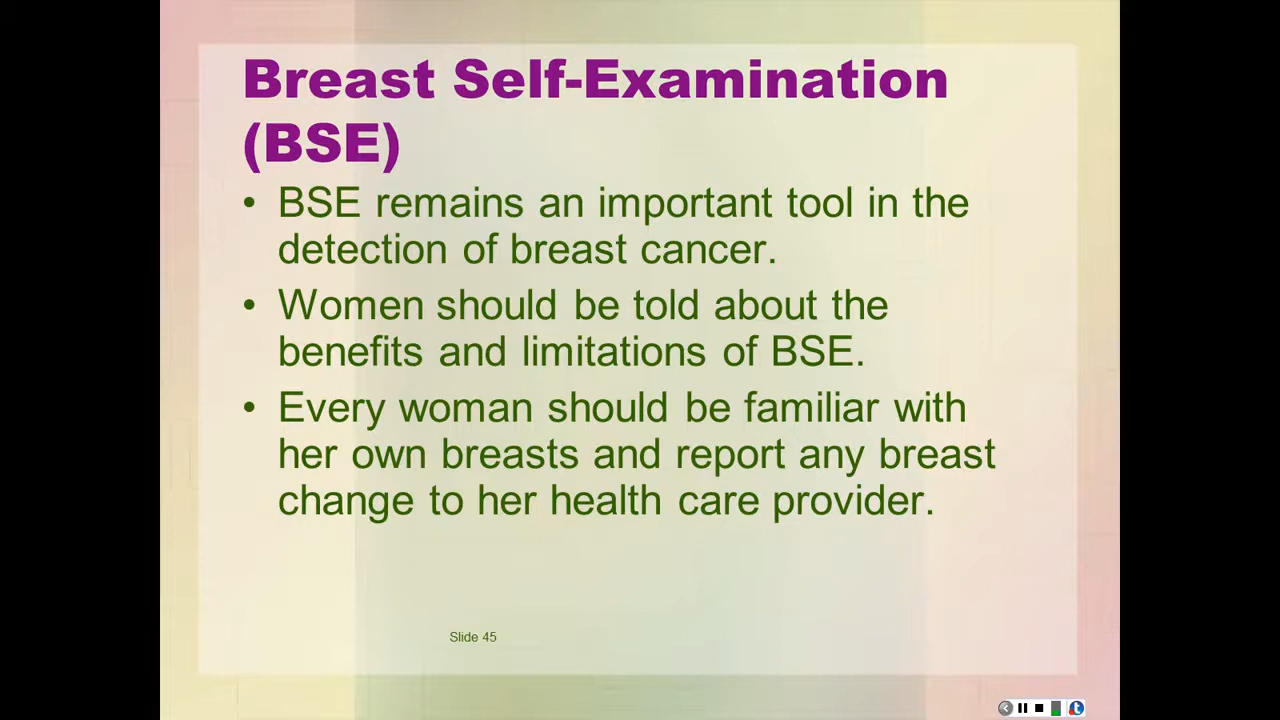 Breast Self-Examination
(BSE)
• BSE remains an important tool in the
detection of breast cancer.
• Women should be told about the
benefits and limitations of BSE.
• Every woman should be familiar with
her own breasts and report any breast
change to her health care provider.
Slide 45